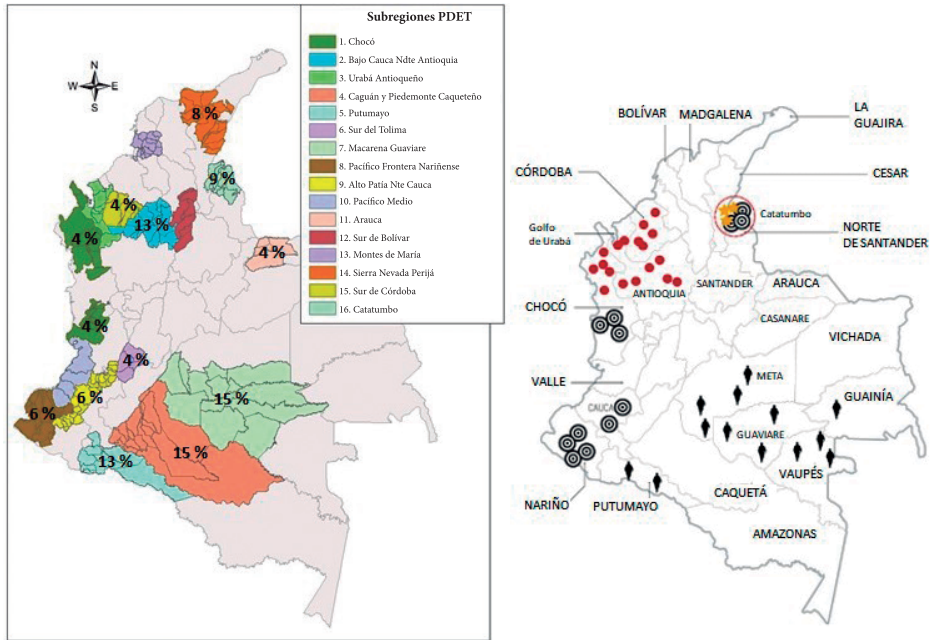 Subregiones PDET
1. Chocó
2. Bajo Cauca Ndte Antioquia
3. Urabá Antioqueño
4. Caguán y Piedemonte Caqueteño
5. Putumayo
6. Sur del Tolima
7. Macarena Guaviare
8. Pacífico Frontera Nariñense
9. Alto Patía Nte Cauca
10. Pacífico Medio
11. Arauca
12. Sur de Bolívar
13. Montes de María
14. Sierra Nevada Perijá
15. Sur de Córdoba
16. Catatumbo
N
W E
S
8 %
9 %
4 %
13 %
4 %
4 %
4 %
4 %
6 %
6 %
15 %
15 %
13 %
BOLÍVAR
MADGALENA
LA
GUAJIRA
CÓRDOBA
CESAR
Golfo
de Urabá
Catatumbo
NORTE
DE SANTANDER
ANTIOQUIA
SANTANDER
ARAUCA
CHOCÓ
CASANARE
VICHADA
VALLE
META
GUAINÍA
CAUCA
GUAVIARE
VAUPÉS
NARIÑO
PUTUMAYO
CAQUETÁ
AMAZONAS